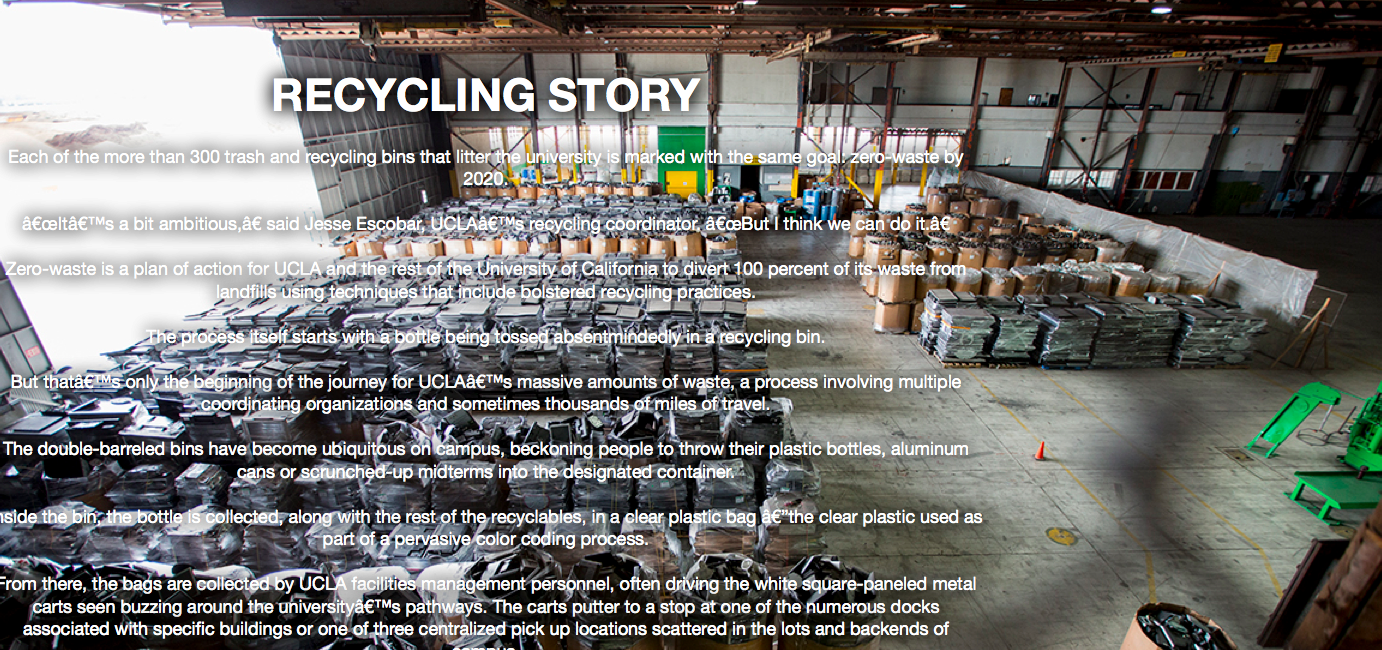 RECYCLING STORY
Each of the more than 300 trash and recycling bins that litter the university is marked with the same goal: zero-waste by
2020.
â€œItâ€™s a bit ambitious,â€ said Jesse Escobar, UCLAâ€™s recycling coordinator, â€œBut I think we can do it.â€
Zero-waste is a plan of action for UCLA and the rest of the University of California to divert 100 percent of its waste from
landfills using techniques that include bolstered recycling practices.
The process itself starts with a bottle being tossed absentmindedly in a recycling bin.
But thatâ€™s only the beginning of the journey for UCLAâ€™s massive amounts of waste, a process involving multiple
coordinating organizations and sometimes thousands of miles of travel.
The double-barreled bins have become ubiquitous on campus, beckoning people to throw their plastic bottles, aluminum
cans or scrunched-up midterms into the designated container.
nside the bin, the bottle is collected, along with the rest of the recyclables, in a clear plastic bag â€”the clear plastic used as
part of a pervasive color coding process.
From there, the bags are collected by UCLA facilities management personnel, often driving the white square-paneled metal
carts seen buzzing around the universityâ€™s pathways. The carts putter to a stop at one of the numerous docks
associated with specific buildings or one of three centralized pick up locations scattered in the lots and backends of